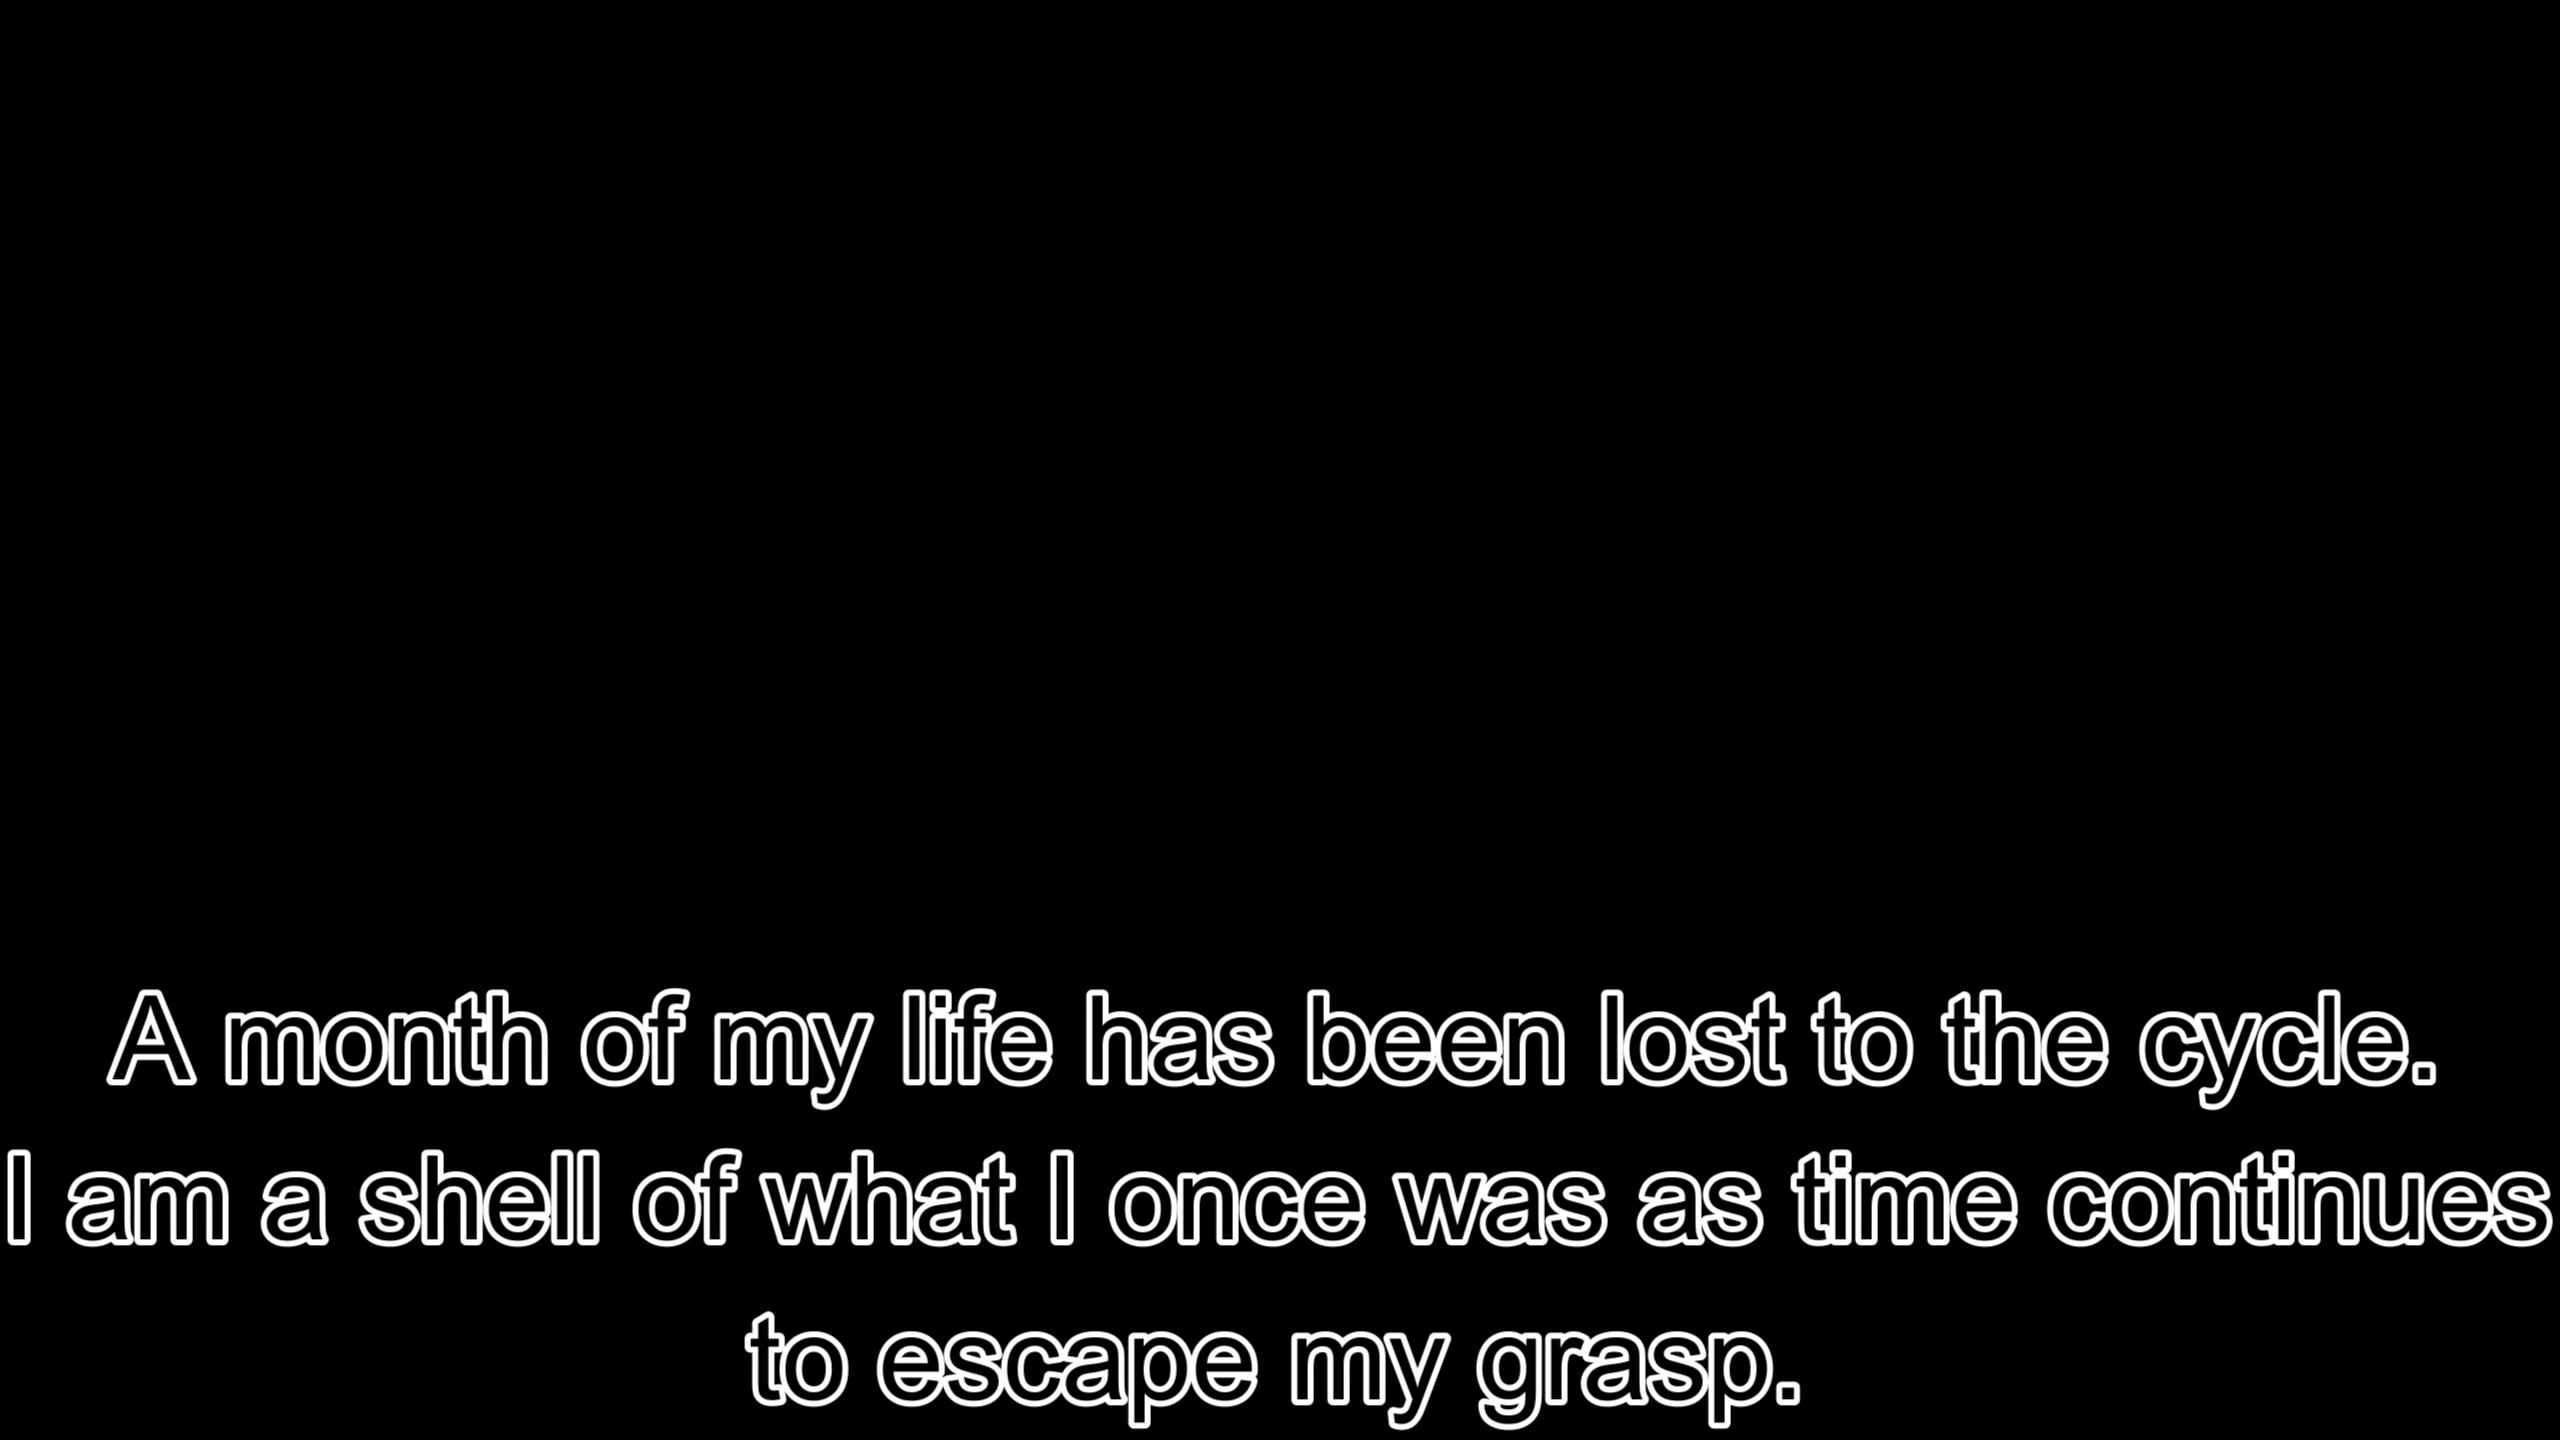 A month of my life has been lost to the cycle.
I am a shell of what I once was as time continues
to escape my grasp.